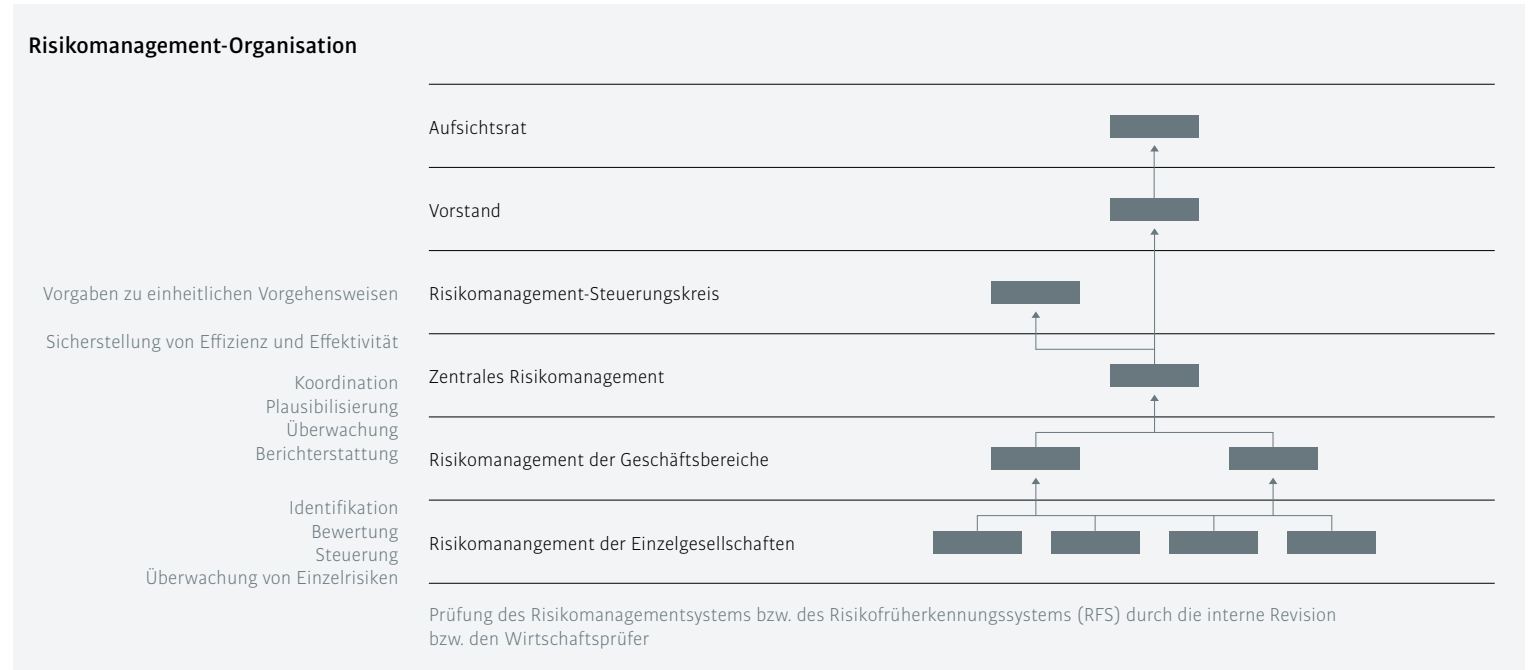 Risikomanagement-Organisation
Aufsichtsrat
Vorstand
Vorgaben zu einheitlichen Vorgehensweisen
Risikomanagement-Steuerungskreis
Sicherstellung von Effizienz und Effektivität
Zentrales Risikomanagement
Koordination
Plausibilisierung
Überwachung
Berichterstattung
Risikomanagement der Geschäftsbereiche
Identifikation
Bewertung
Steuerung
Überwachung von Einzelrisiken
Risikomanangement der Einzelgesellschaften
Prüfung des Risikomanagementsystems bzw. des Risikofrüherkennungssystems (RFS) durch die interne Revision
bzw. den Wirtschaftsprüfer